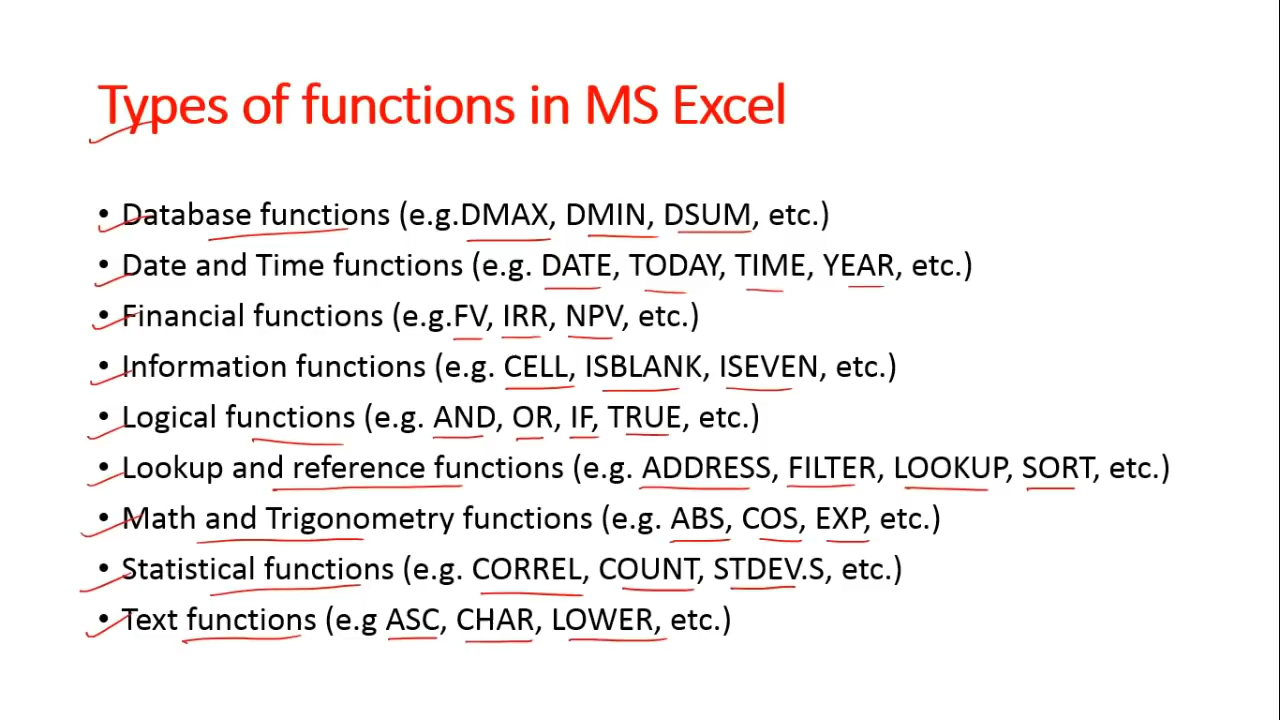 Types of functions in MS Excel
• Database functions (e.g.DMAX, DMIN, DSUM, etc.)
• Date and Time functions (e.g. DATE, TODAY, TIME, YEAR, etc.)
• Financial functions (e.g.FV, IRR, NPV, etc.)
• Information functions (e.g. CELL, ISBLANK, ISEVEN, etc.)
• Logical functions (e.g. AND, OR, IF, TRUE, etc.)
• Lookup and reference functions (e.g. ADDRESS, FILTER, LOOKUP, SORT, etc.)
• Math and Trigonometry functions (e.g. ABS, COS, EXP, etc.)
• Statistical functions (e.g. CORREL, COUNT, STDEV.S, etc.)
• Text functions (e.g ASC, CHAR, LOWER, etc.)